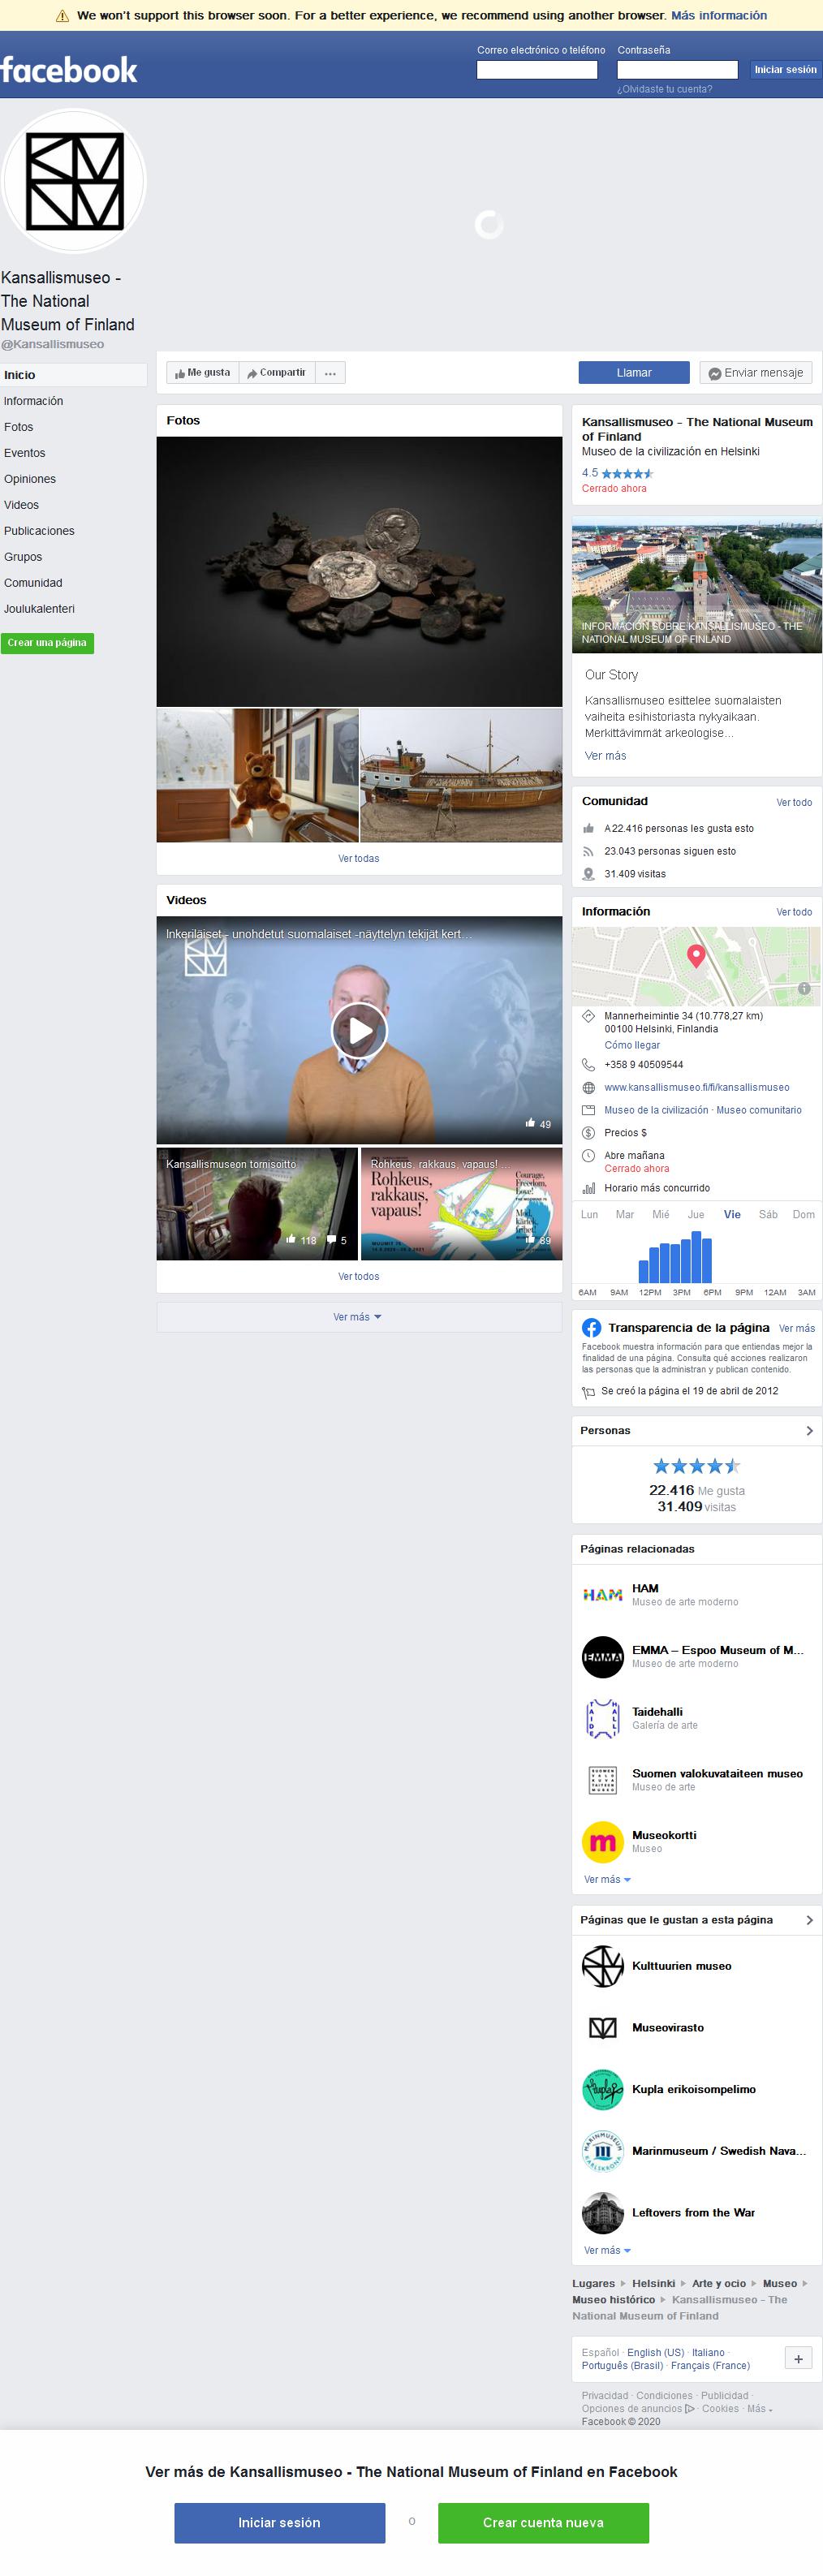 We won't support this browser soon. For a better experience, we recommend using another browser. Más información
facebook
Correo electrónico o teléfono
Contraseña
Iniciar sesión
¿Olvidaste tu cuenta?
Kansallismuseo -
The National
Museum of Finland
@Kansallismuseo
Inicio
Información
Fotos
Eventos
Opiniones
Videos
Publicaciones
Grupos
Comunidad
Joulukalenteri
Crear una página
Me gusta
Compartir
Llamar
Enviar mensaje
Fotos
Ver todas
Videos
Inkeriläiset - unohdetut suomalaiset -näyttelyn tekijät kert...
49
Kansallismuseon tornisoitto
118
5
Rohkeus, rakkaus, vapaus! ...
Rohkeus,
rakkaus,
vapaus!
Courage,
Freedom,
Love!
89
Ver todos
Ver más
Kansallismuseo - The National Museum
of Finland
Museo de la civilización en Helsinki
4.5
Cerrado ahora
INFORMACIÓN SOBRE KANSALLISMUSEO - THE
NATIONAL MUSEUM OF FINLAND
Our Story
Kansallismuseo esittelee suomalaisten
vaiheita esihistoriasta nykyaikaan.
Merkittävimmät arkeologise...
Ver más
Comunidad
Ver todo
A 22.416 personas les gusta esto
23.043 personas siguen esto
31.409 visitas
Información
Ver todo
Mannerheimintie 34 (10.778,27 km)
00100 Helsinki, Finlandia
Cómo llegar
+358 9 40509544
www.kansallismuseo.fi/fi/kansallismuseo
Museo de la civilización · Museo comunitario
Precios $
Abre mañana
Cerrado ahora
Horario más concurrido
Lun Mar Mié Jue Vie Sáb Dom
6AM 9AM 12PM 3PM 6PM 9PM 12AM 3AM
Transparencia de la página
Ver más
Facebook muestra información para que entiendas mejor la
finalidad de una página. Consulta qué acciones realizaron
las personas que la administran y publican contenido.
Se creó la página el 19 de abril de 2012
Personas
22.416 Me gusta
31.409 visitas
Páginas relacionadas
HAM
HAM
Museo de arte moderno
EMMA
EMMA – Espoo Museum of M...
Museo de arte moderno
Taidehalli
Galería de arte
Suomen valokuvataiteen museo
Museo de arte
m
Museokortti
Museo
Ver más
Páginas que le gustan a esta página
Kulttuurien museo
Museovirasto
Kupla erikoisompelimo
Marinmuseum / Swedish Nava...
Leftovers from the War
Ver más
Lugares Helsinki Arte y ocio Museo
Museo histórico Kansallismuseo - The
National Museum of Finland
Español · English (US) · Italiano ·
Português (Brasil) · Français (France)
+
Privacidad · Condiciones · Publicidad ·
Opciones de anuncios · Cookies · Más
Facebook © 2020
Ver más de Kansallismuseo - The National Museum of Finland en Facebook
Iniciar sesión
o
Crear cuenta nueva